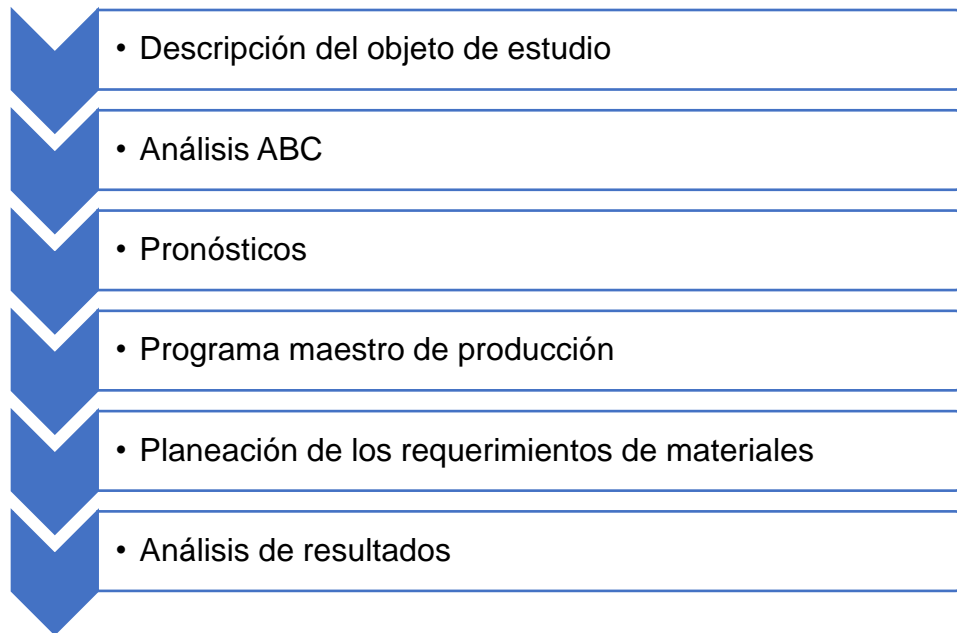 • Descripción del objeto de estudio
• Análisis ABC
• Pronósticos
• Programa maestro de producción
• Planeación de los requerimientos de materiales
• Análisis de resultados